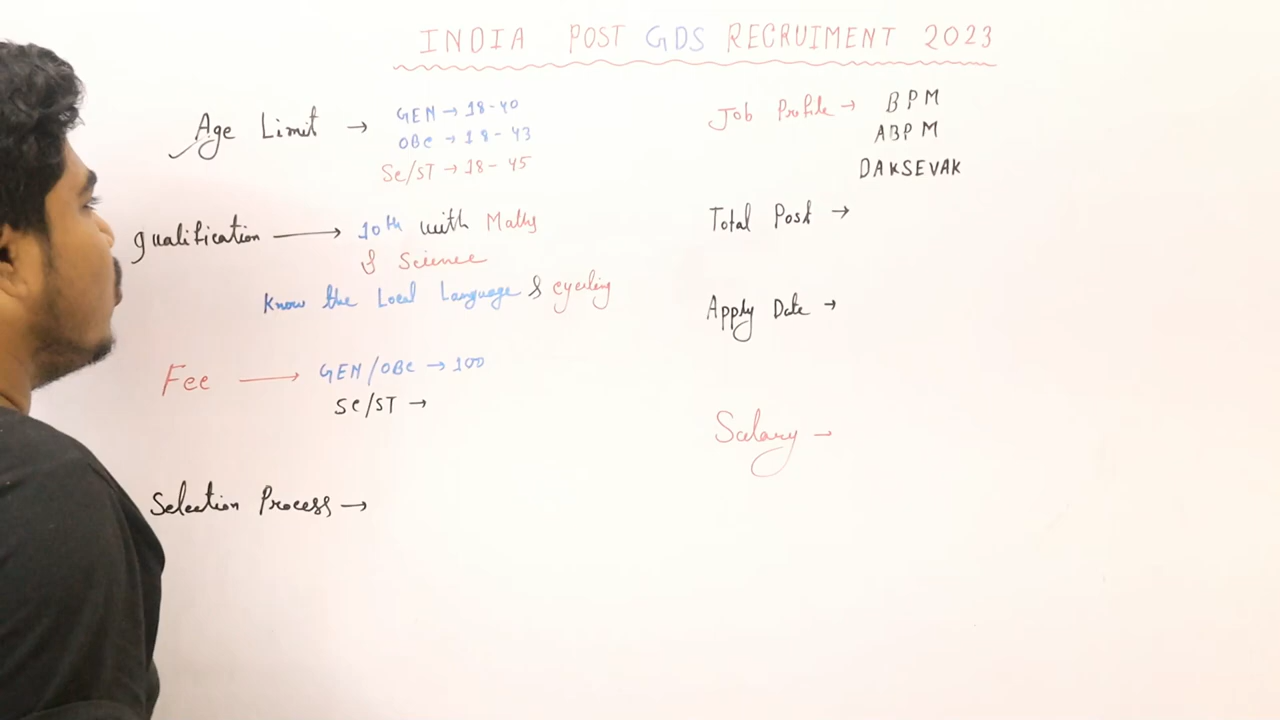 INDIA POST GDS RECRUIMENT 2023
Age Limit → GEN → 18-40
OBC → 18-43
SC/ST → 18-45
Qualification → 10th with Maths
& Science
Know the Local Language & cycling
Fee → GEN/OBC → 100
SC/ST →
Selection Process →
Job Profile → BPM
ABPM
DAKSEVAK
Total Post →
Apply Date →
Salary →